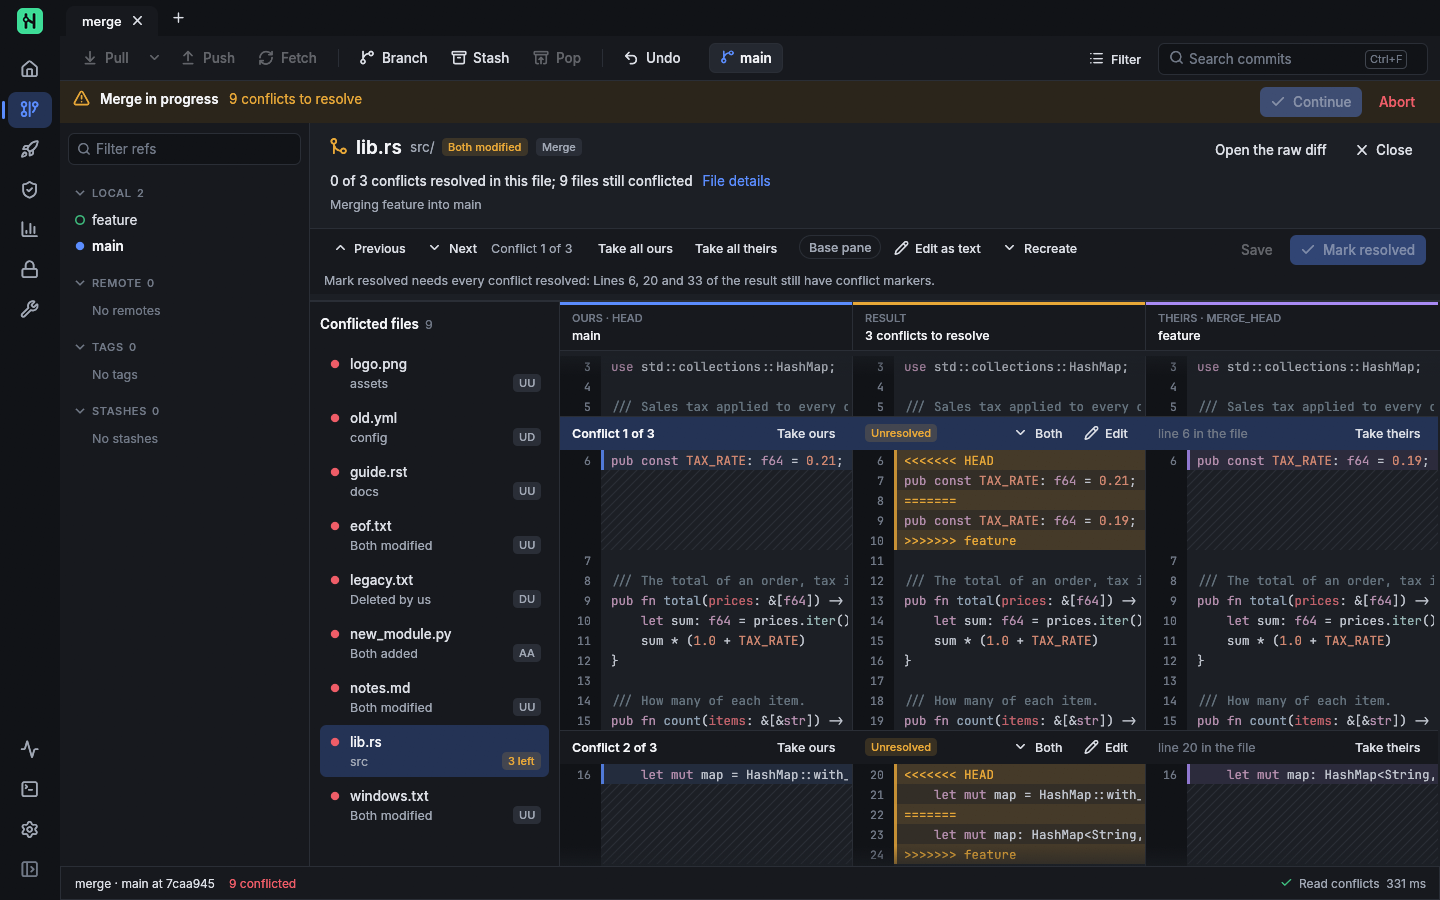 merge
Pull Push Fetch Branch Stash Pop Undo main Filter Search commits Ctrl+F
Merge in progress 9 conflicts to resolve Continue Abort
Filter refs
LOCAL 2
feature
main
REMOTE 0
No remotes
TAGS 0
No tags
STASHES 0
No stashes
lib.rs src/ Both modified Merge Open the raw diff Close
0 of 3 conflicts resolved in this file; 9 files still conflicted File details
Merging feature into main
Previous Next Conflict 1 of 3 Take all ours Take all theirs Base pane Edit as text Recreate Save Mark resolved
Mark resolved needs every conflict resolved: Lines 6, 20 and 33 of the result still have conflict markers.
Conflicted files 9
logo.png
assets UU
old.yml
config UD
guide.rst
docs UU
eof.txt
Both modified UU
legacy.txt
Deleted by us DU
new_module.py
Both added AA
notes.md
Both modified UU
lib.rs
src 3 left
windows.txt
Both modified UU
OURS · HEAD
main
3 use std::collections::HashMap;
4
5 /// Sales tax applied to every
Conflict 1 of 3 Take ours
6 pub const TAX_RATE: f64 = 0.21;
7
8 /// The total of an order, tax
9 pub fn total(prices: &[f64]) ->
10 let sum: f64 = prices.iter()
11 sum * (1.0 + TAX_RATE)
12 }
13
14 /// How many of each item.
15 pub fn count(items: &[&str]) ->
Conflict 2 of 3 Take ours
16 let mut map = HashMap::with_
RESULT
3 conflicts to resolve
3 use std::collections::HashMap;
4
5 /// Sales tax applied to every
Unresolved Both Edit
6 <<<<<<< HEAD
7 pub const TAX_RATE: f64 = 0.21;
8 =======
9 pub const TAX_RATE: f64 = 0.19;
10 >>>>>>> feature
11
12 /// The total of an order, tax
13 pub fn total(prices: &[f64]) ->
14 let sum: f64 = prices.iter()
15 sum * (1.0 + TAX_RATE)
16 }
17
18 /// How many of each item.
19 pub fn count(items: &[&str]) ->
Unresolved Both Edit
20 <<<<<<< HEAD
21 let mut map = HashMap::with_
22 =======
23 let mut map: HashMap<String,
24 >>>>>>> feature
THEIRS · MERGE_HEAD
feature
3 use std::collections::HashMap;
4
5 /// Sales tax applied to every
line 6 in the file Take theirs
6 pub const TAX_RATE: f64 = 0.19;
7
8 /// The total of an order, tax
9 pub fn total(prices: &[f64]) ->
10 let sum: f64 = prices.iter()
11 sum * (1.0 + TAX_RATE)
12 }
13
14 /// How many of each item.
15 pub fn count(items: &[&str]) ->
line 20 in the file Take theirs
16 let mut map: HashMap<String,
merge · main at 7caa945 9 conflicted Read conflicts 331 ms